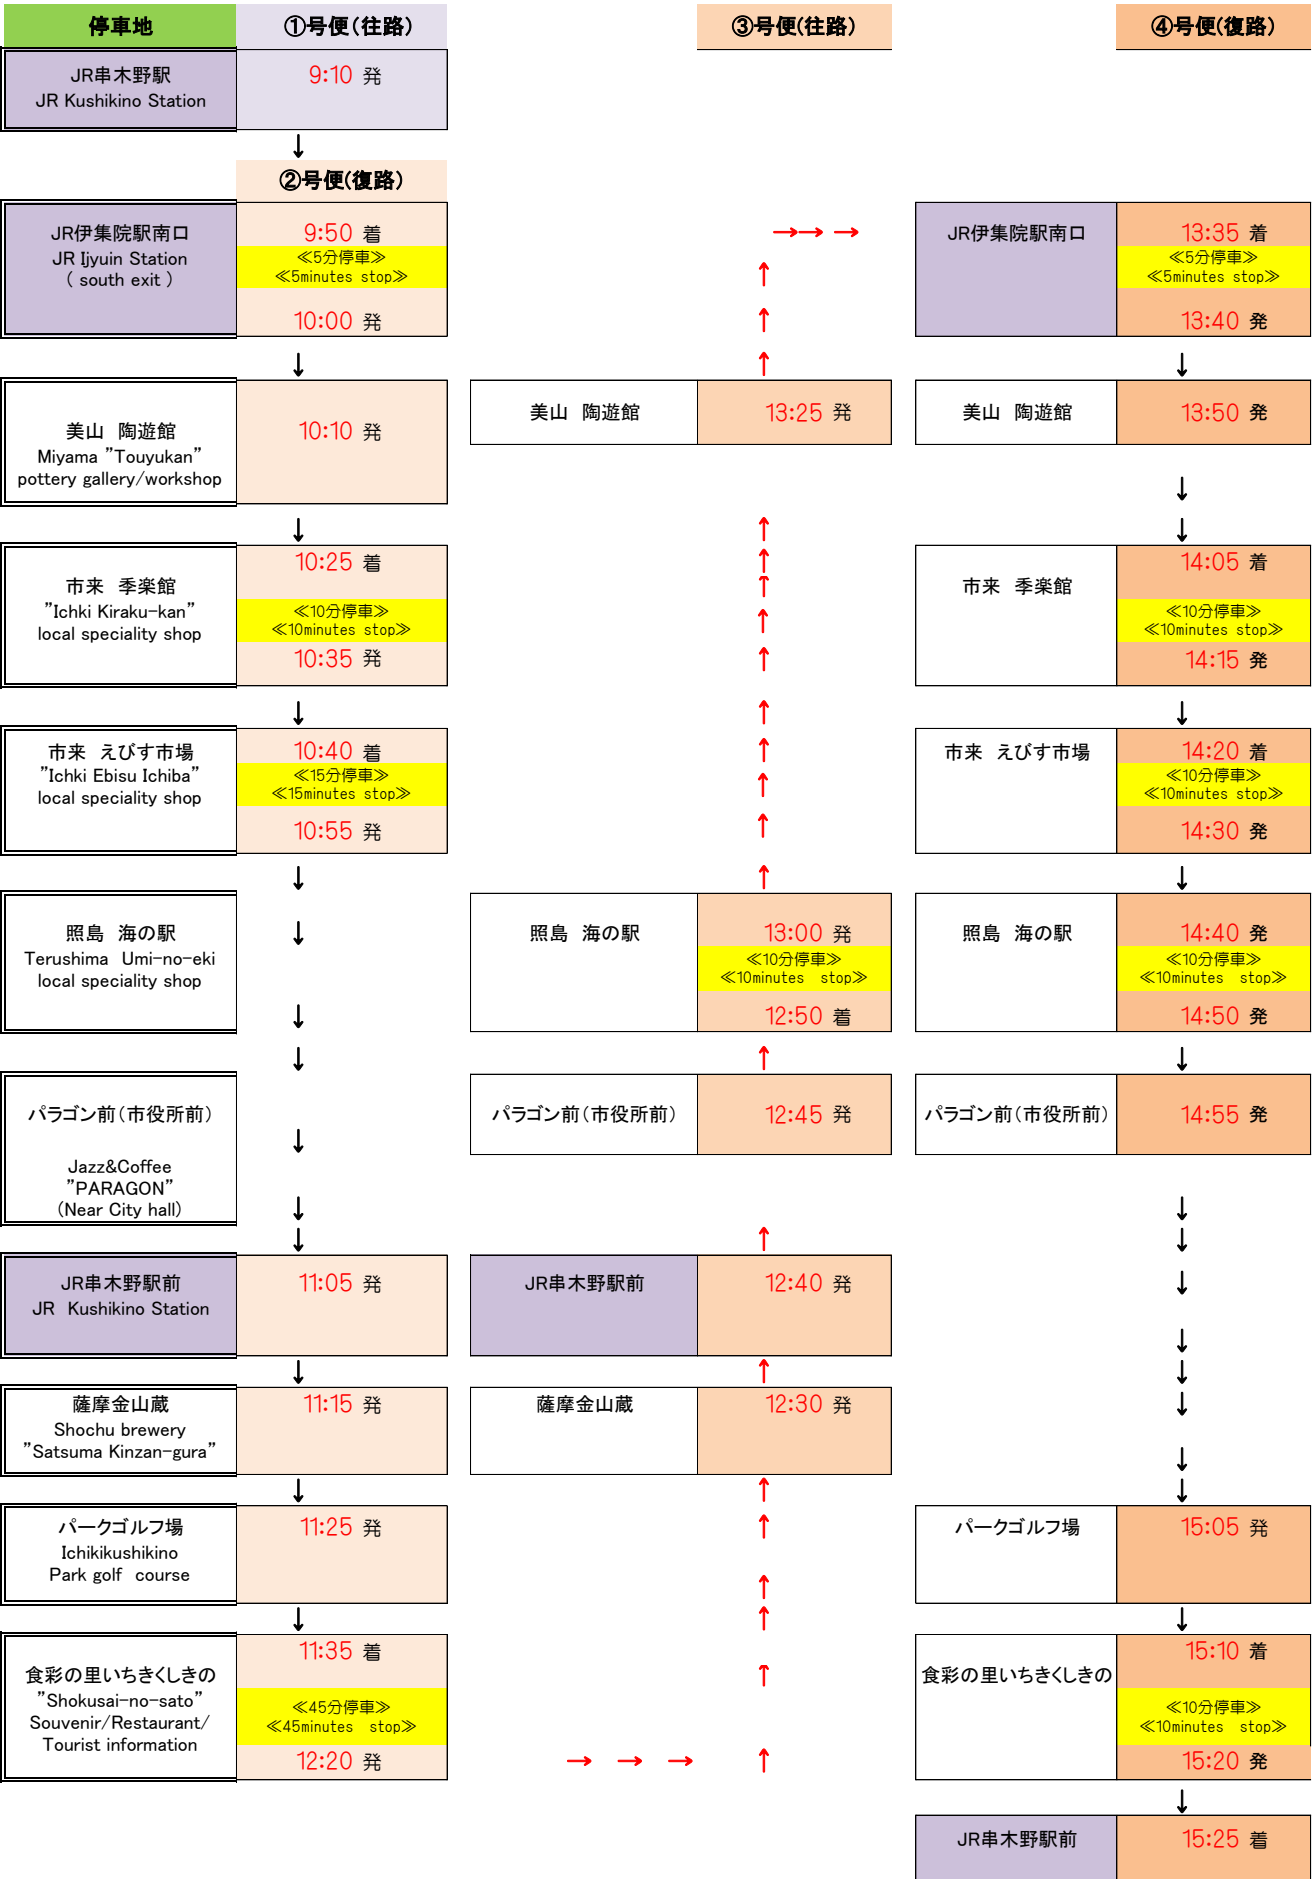 停車地
①号便(往路)
③号便(往路)
④号便(復路)
JR串木野駅
JR Kushikino Station
9:10 発
↓
②号便(復路)
JR伊集院駅南口
JR Ijyuin Station
( south exit )
9:50 着
≪5分停車≫
≪5minutes stop≫
10:00 発
→→ →
↑
↑
↑
JR伊集院駅南口
13:35 着
≪5分停車≫
≪5minutes stop≫
13:40 発
↓
↓
美山 陶遊館
Miyama ”Touyukan”
pottery gallery/workshop
10:10 発
美山 陶遊館
13:25 発
美山 陶遊館
13:50 発
↓
↓
↓
市来 季楽館
”Ichki Kiraku-kan”
local speciality shop
10:25 着
≪10分停車≫
≪10minutes stop≫
10:35 発
市来 季楽館
14:05 着
≪10分停車≫
≪10minutes stop≫
14:15 発
↓
↓
市来 えびす市場
”Ichki Ebisu Ichiba”
local speciality shop
10:40 着
≪15分停車≫
≪15minutes stop≫
10:55 発
市来 えびす市場
14:20 着
≪10分停車≫
≪10minutes stop≫
14:30 発
↓
↑
↓
照島 海の駅
Terushima Umi-no-eki
local speciality shop
照島 海の駅
13:00 発
≪10分停車≫
≪10minutes stop≫
12:50 着
照島 海の駅
14:40 発
≪10分停車≫
≪10minutes stop≫
14:50 発
↓
↑
↓
パラゴン前(市役所前)
Jazz&Coffee
”PARAGON”
(Near City hall)
パラゴン前(市役所前)
12:45 発
パラゴン前(市役所前)
14:55 発
↓
↑
↓
JR串木野駅前
JR Kushikino Station
11:05 発
JR串木野駅前
12:40 発
↓
↑
↓
薩摩金山蔵
Shochu brewery
”Satsuma Kinzan-gura”
11:15 発
薩摩金山蔵
12:30 発
↓
↑
↓
パークゴルフ場
Ichikikushikino
Park golf course
11:25 発
パークゴルフ場
15:05 発
↓
↑
↓
食彩の里いちきくしきの
”Shokusai-no-sato”
Souvenir/Restaurant/
Tourist information
11:35 着
≪45分停車≫
≪45minutes stop≫
12:20 発
→ → → ↑
食彩の里いちきくしきの
15:10 着
≪10分停車≫
≪10minutes stop≫
15:20 発
↓
JR串木野駅前
15:25 着